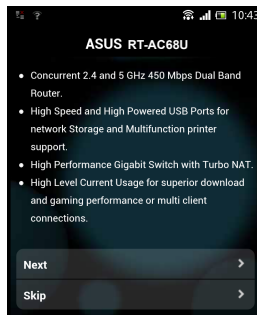 10:43
ASUS RT-AC68U
• Concurrent 2.4 and 5 GHz 450 Mbps Dual Band
Router.
• High Speed and High Powered USB Ports for
network Storage and Multifunction printer
support.
• High Performance Gigabit Switch with Turbo NAT.
• High Level Current Usage for superior download
and gaming performance or multi client
connections.
Next
Skip